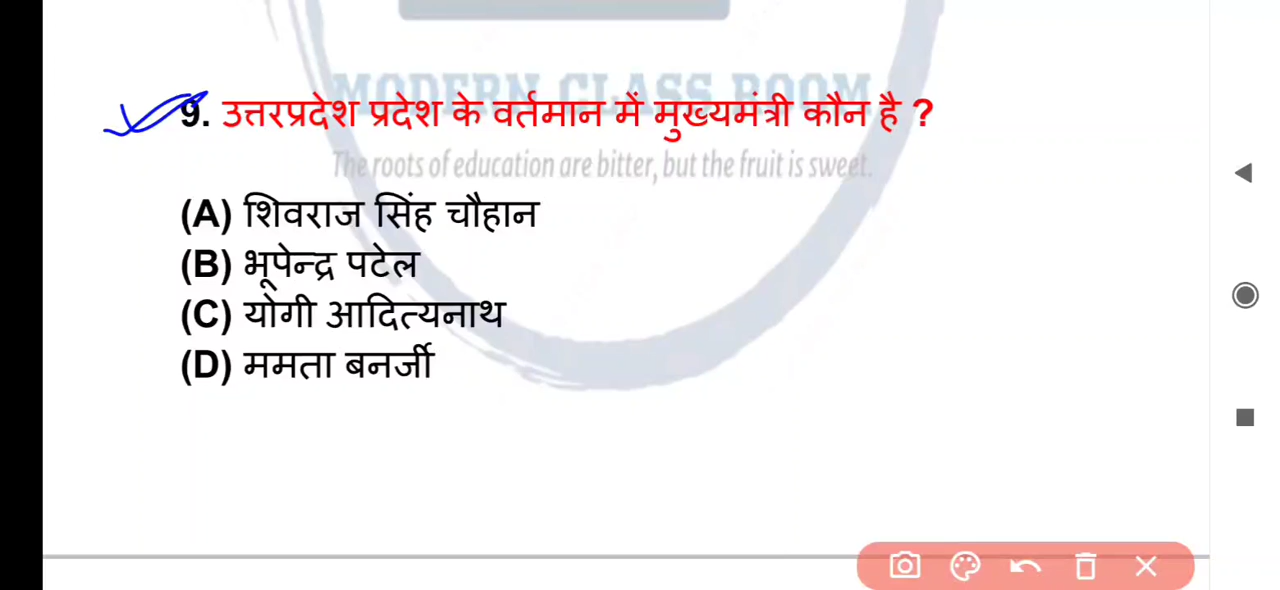 MODERN CLASS ROOM
9. उत्तरप्रदेश प्रदेश के वर्तमान में मुख्यमंत्री कौन है ?
The roots of education are bitter, but the fruit is sweet.
(A) शिवराज सिंह चौहान
(B) भूपेन्द्र पटेल
(C) योगी आदित्यनाथ
(D) ममता बनर्जी